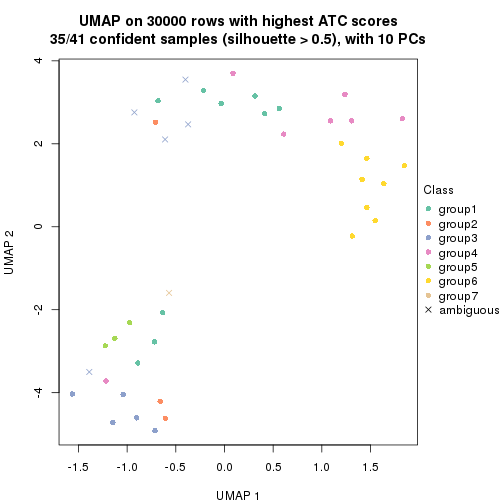 UMAP on 30000 rows with highest ATC scores
35/41 confident samples (silhouette > 0.5), with 10 PCs
4
2
0
-2
-4
UMAP 2
-1.5 -1.0 -0.5 0.0 0.5 1.0 1.5
UMAP 1
Class
group1
group2
group3
group4
group5
group6
group7
ambiguous